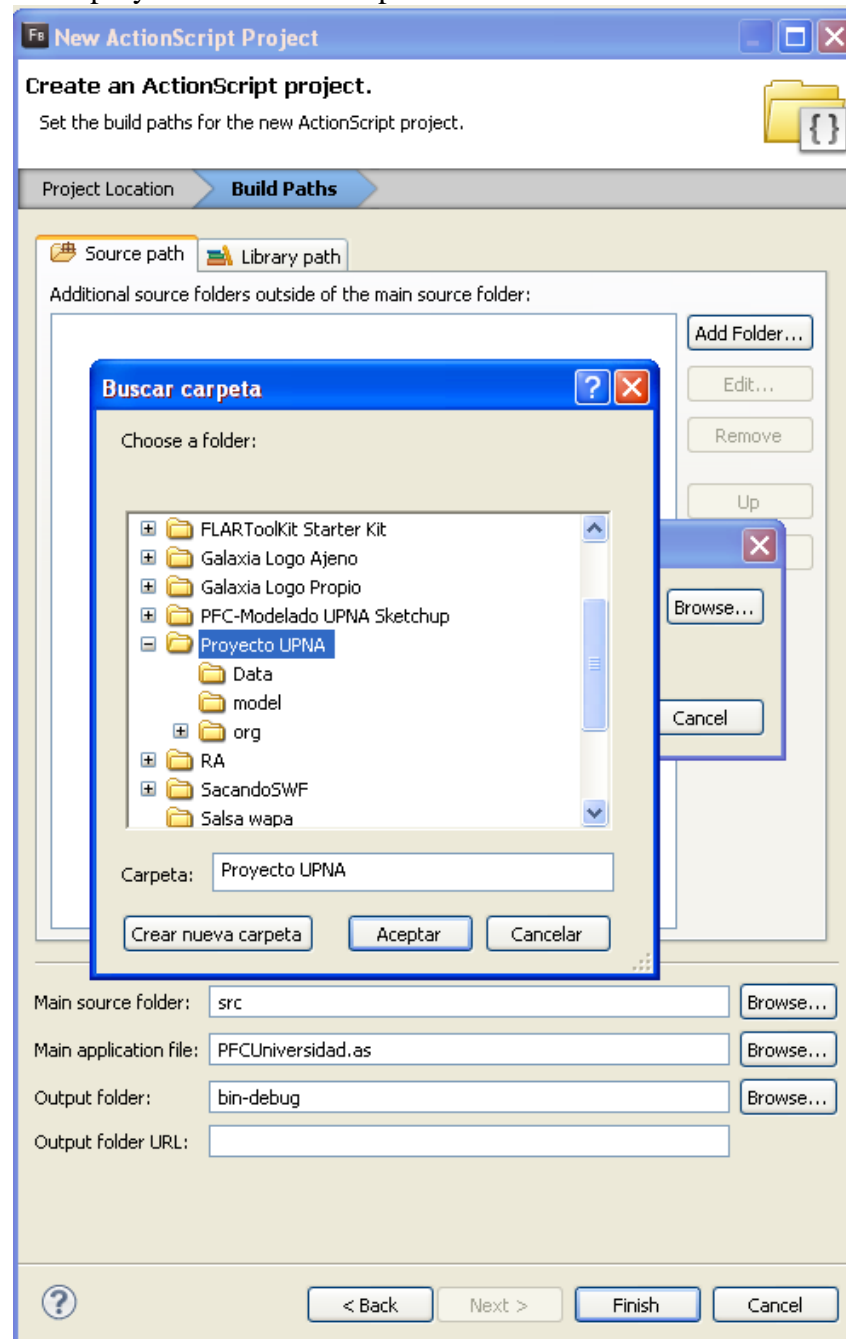 New ActionScript Project
Create an ActionScript project.
Set the build paths for the new ActionScript project.
{}
Project Location
Build Paths
Source path
Library path
Additional source folders outside of the main source folder:
Add Folder...
Edit...
Remove
Up
Buscar carpeta
Choose a folder:
FLARToolKit Starter Kit
Galaxia Logo Ajeno
Galaxia Logo Propio
PFC-Modelado UPNA Sketchup
Proyecto UPNA
Data
model
org
RA
SacandoSWF
Salsa wapa
Browse...
Cancel
Carpeta: Proyecto UPNA
Crear nueva carpeta
Aceptar
Cancelar
Main source folder: src Browse...
Main application file: PFCUniversidad.as Browse...
Output folder: bin-debug Browse...
Output folder URL:
< Back
Next >
Finish
Cancel